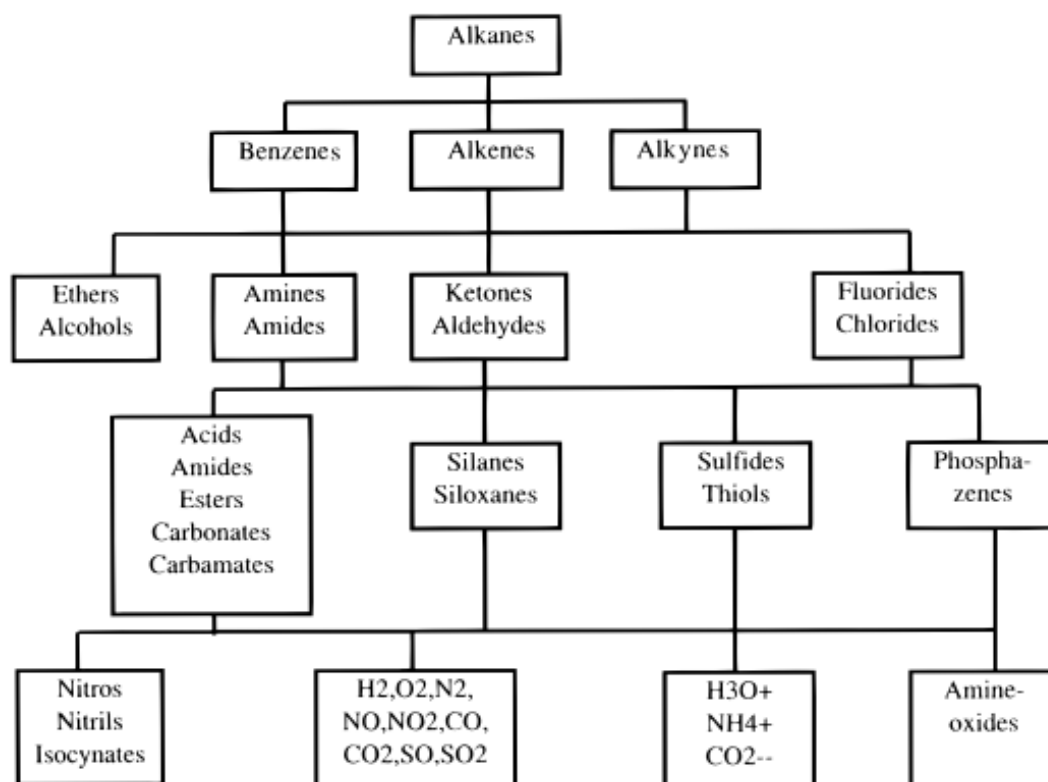 Alkanes
Benzenes
Alkenes
Alkynes
Ethers
Alcohols
Amines
Amides
Ketones
Aldehydes
Fluorides
Chlorides
Acids
Amides
Esters
Carbonates
Carbamates
Silanes
Siloxanes
Sulfides
Thiols
Phospha-
zenes
Nitros
Nitrils
Isocynates
H2,O2,N2,
NO,NO2,CO,
CO2,SO,SO2
H3O+
NH4+
CO2--
Amine-
oxides